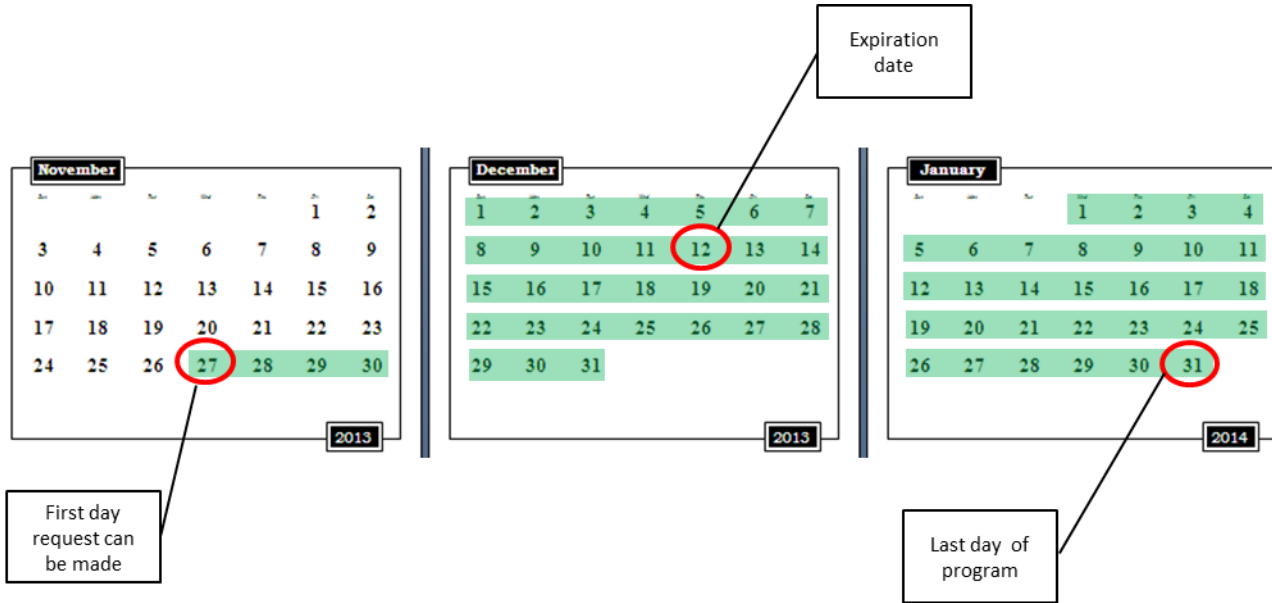 Expiration
date
November
1 2
3 4 5 6 7 8 9
10 11 12 13 14 15 16
17 18 19 20 21 22 23
24 25 26 27 28 29 30
2013
December
1 2 3 4 5 6 7
8 9 10 11 12 13 14
15 16 17 18 19 20 21
22 23 24 25 26 27 28
29 30 31
2013
January
1 2 3 4
5 6 7 8 9 10 11
12 13 14 15 16 17 18
19 20 21 22 23 24 25
26 27 28 29 30 31
2014
First day
request can
be made
Last day of
program